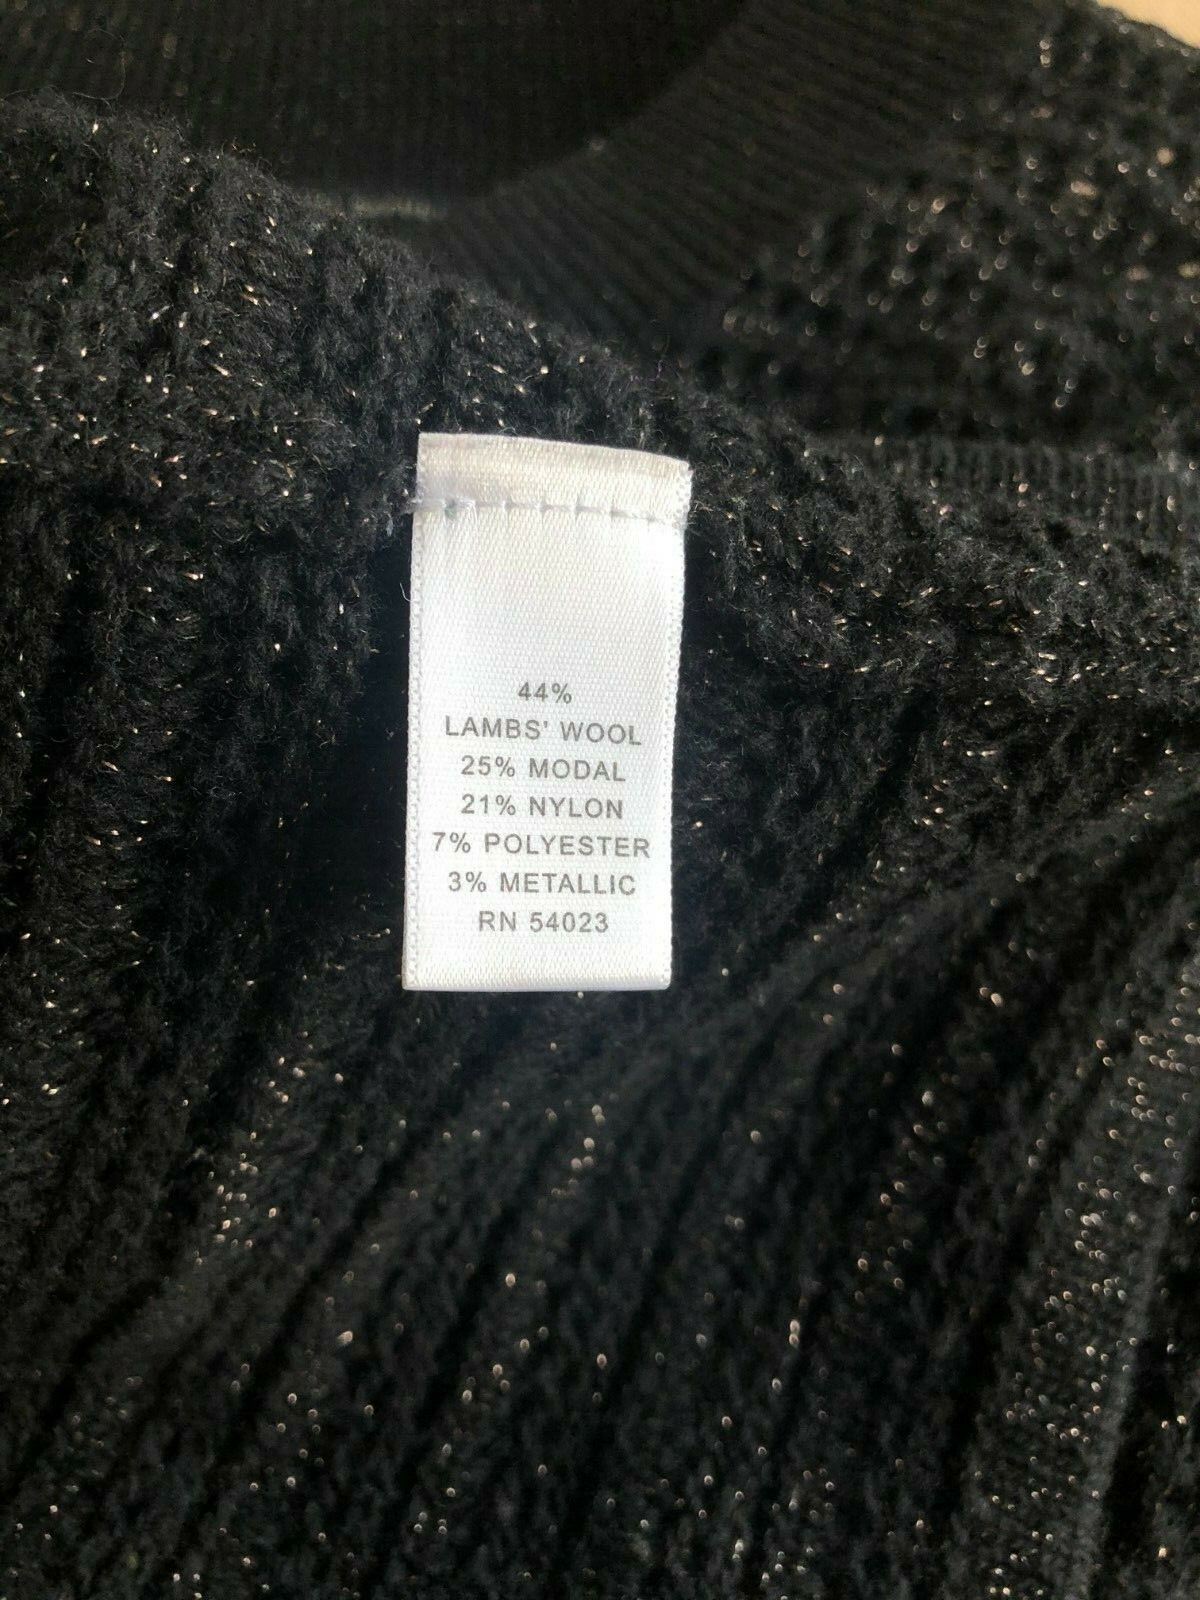 44%
LAMBS' WOOL
25% MODAL
21% NYLON
7% POLYESTER
3% METALLIC
RN 54023